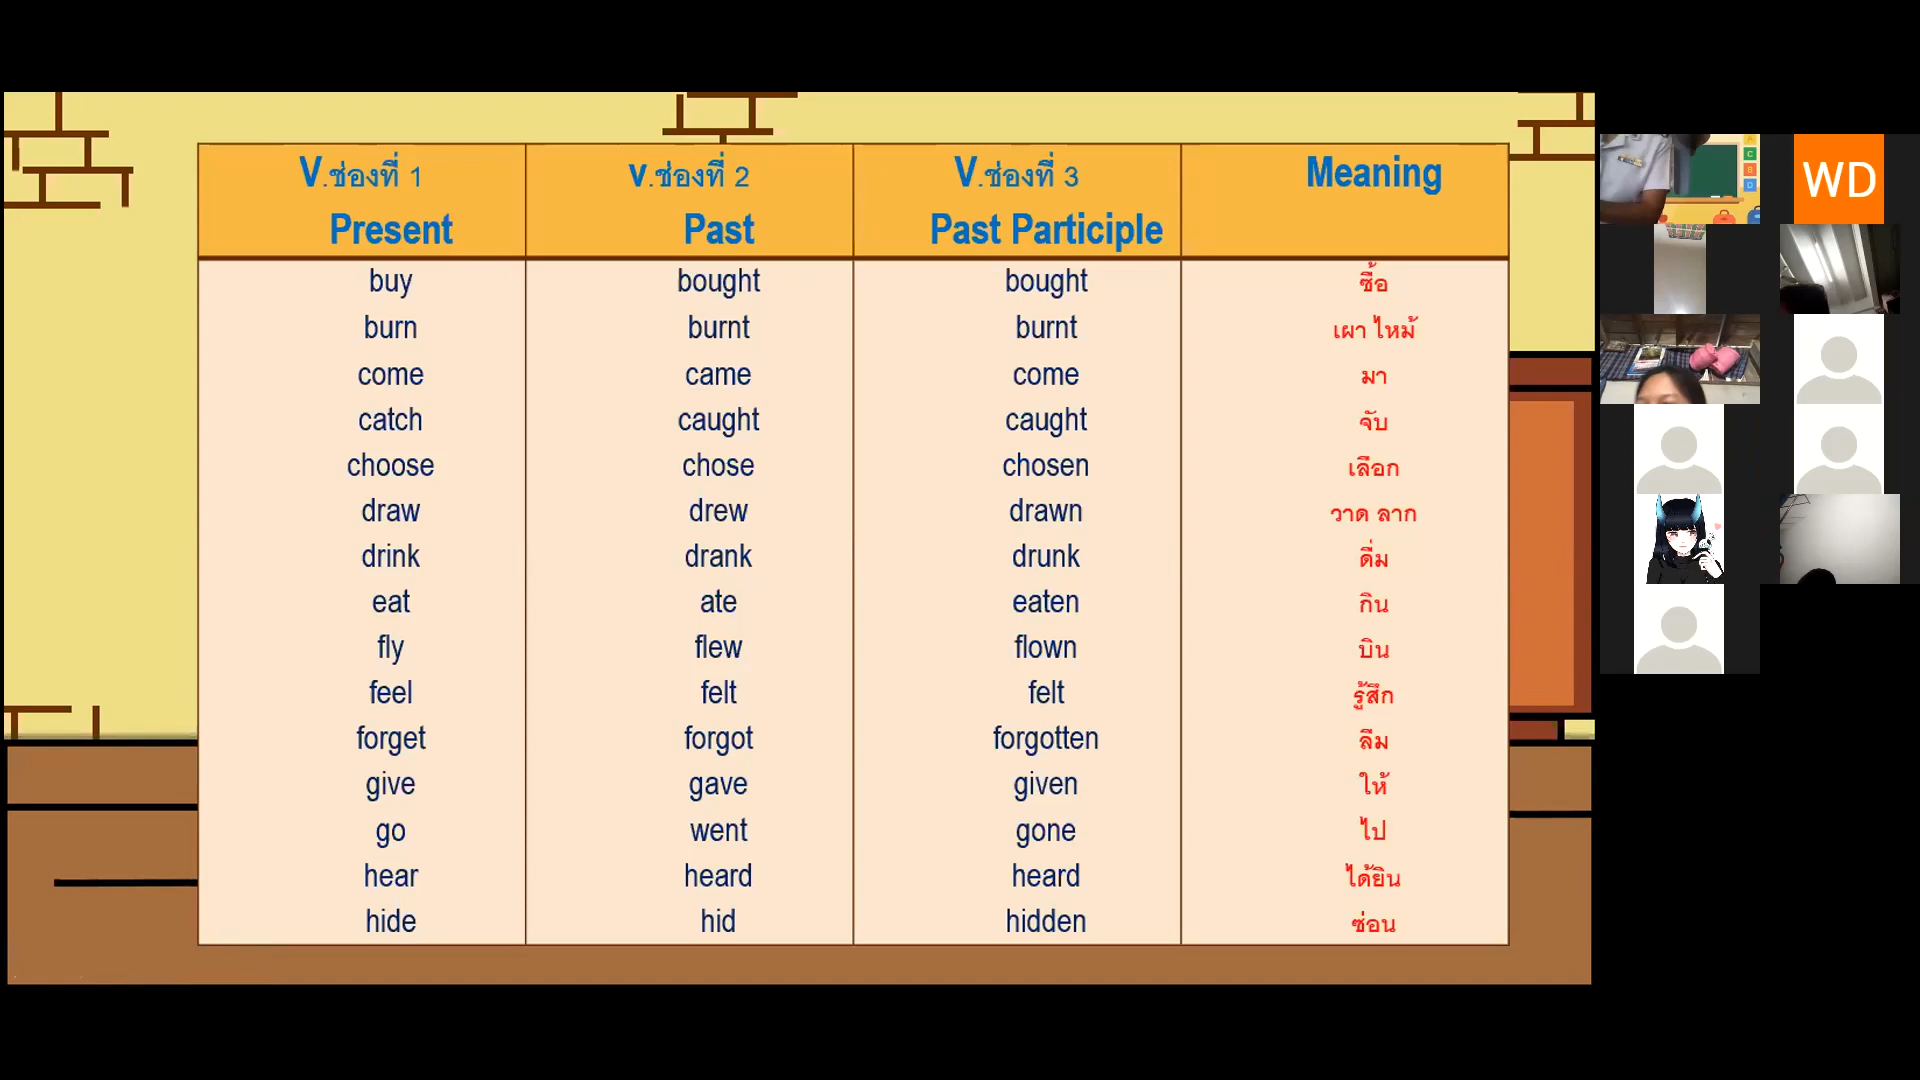 V.ช่องที่ 1 V.ช่องที่ 2 V.ช่องที่ 3 Meaning
Present Past Past Participle
buy bought bought ซื้อ
burn burnt burnt เผา ไหม้
come came come มา
catch caught caught จับ
choose chose chosen เลือก
draw drew drawn วาด ลาก
drink drank drunk ดื่ม
eat ate eaten กิน
fly flew flown บิน
feel felt felt รู้สึก
forget forgot forgotten ลืม
give gave given ให้
go went gone ไป
hear heard heard ได้ยิน
hide hid hidden ซ่อน
WD
A
C
B
D